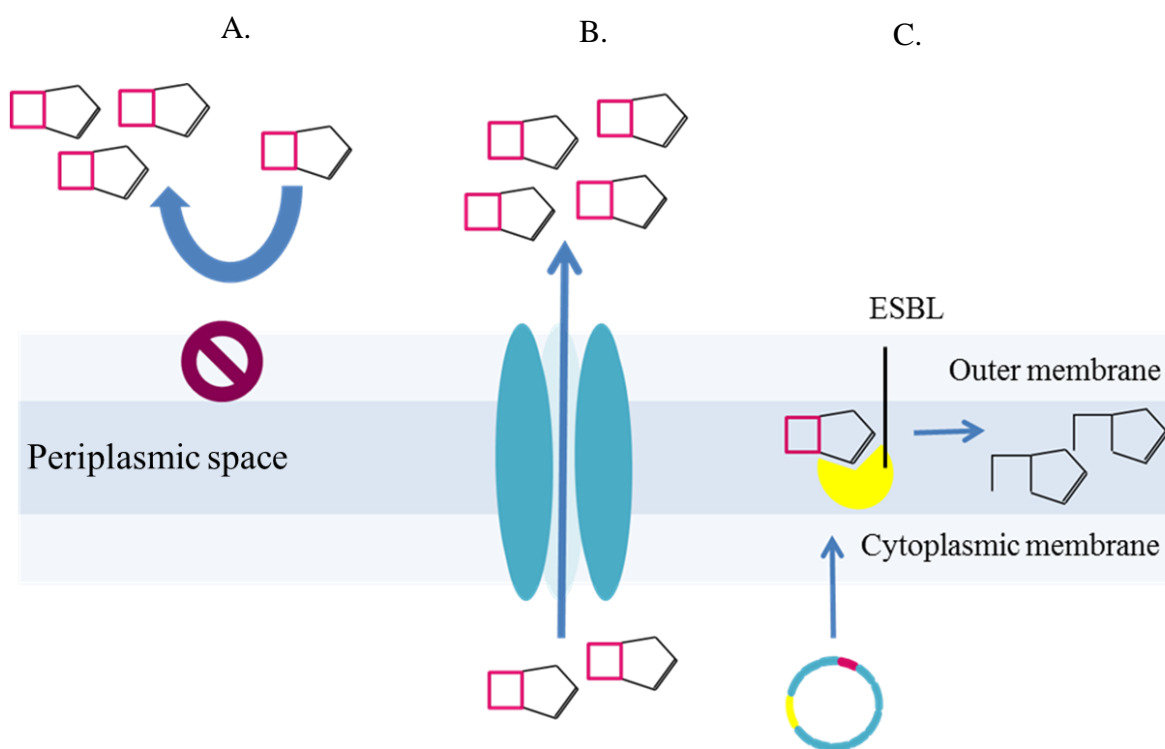 A.
B.
C.
ESBL
Outer membrane
Periplasmic space
Cytoplasmic membrane